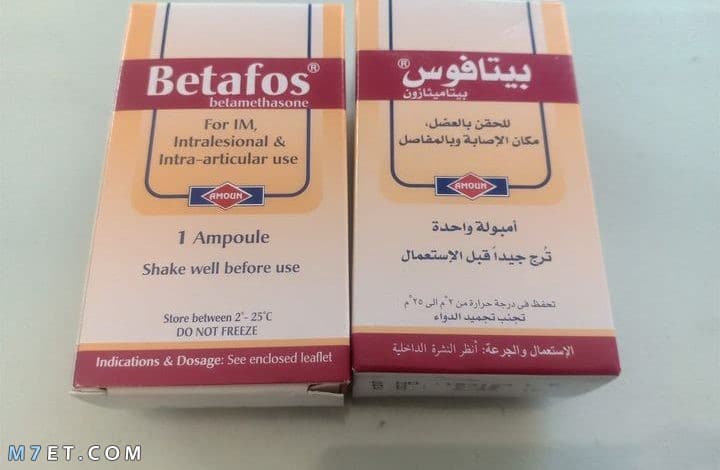 Betafos®
betamethasone
For IM,
Intralesional &
Intra-articular use
AMOUN
1 Ampoule
Shake well before use
Store between 2°- 25°C
DO NOT FREEZE
Indications & Dosage: See enclosed leaflet
بيتافوس®
بيتاميثازون
للحقن بالعضل،
مكان الإصابة وبالمفاصل
AMOUN
أمبولة واحدة
تُرج جيداً قبل الإستعمال
تحفظ في درجة حرارة من ٢°م الى ٢٥°م
تجنب تجميد الدواء
الإستعمال والجرعة: أنظر النشرة الداخلية
M7ET.COM